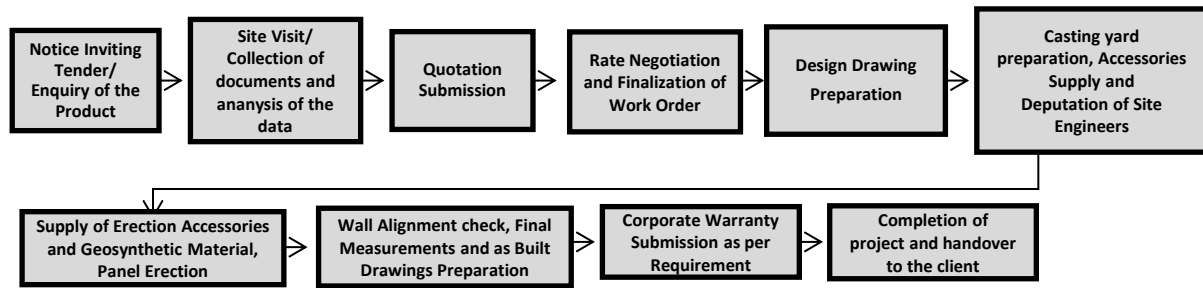 Notice Inviting
Tender/
Enquiry of the
Product
Site Visit/
Collection of
documents and
ananysis of the
data
Quotation
Submission
Rate Negotiation
and Finalization of
Work Order
Design Drawing
Preparation
Casting yard
preparation, Accessories
Supply and
Deputation of Site
Engineers
Supply of Erection Accessories
and Geosynthetic Material,
Panel Erection
Wall Alignment check, Final
Measurements and as Built
Drawings Preparation
Corporate Warranty
Submission as per
Requirement
Completion of
project and handover
to the client